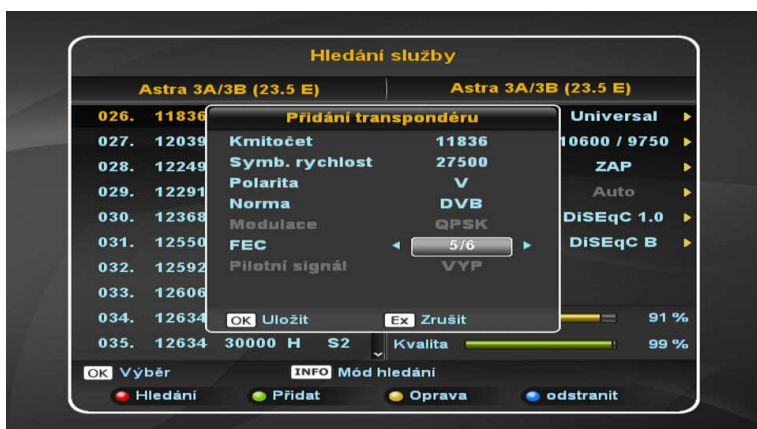 Hledání služby
Astra 3A/3B (23.5 E) Astra 3A/3B (23.5 E)
026. 11836 Universal
027. 12039 10600 / 9750
028. 12249 ZAP
029. 12291 Auto
030. 12368 DiSEqC 1.0
031. 12550 DiSEqC B
032. 12592
033. 12606
034. 12634 91 %
035. 12634 30000 H S2 Kvalita 99 %
Přidání transpondéru
Kmitočet 11836
Symb. rychlost 27500
Polarita V
Norma DVB
Modulace QPSK
FEC 5/6
Pilotní signál VYP
OK Uložit Ex Zrušit
OK Výběr INFO Mód hledání
Hledání Přidat Oprava odstranit